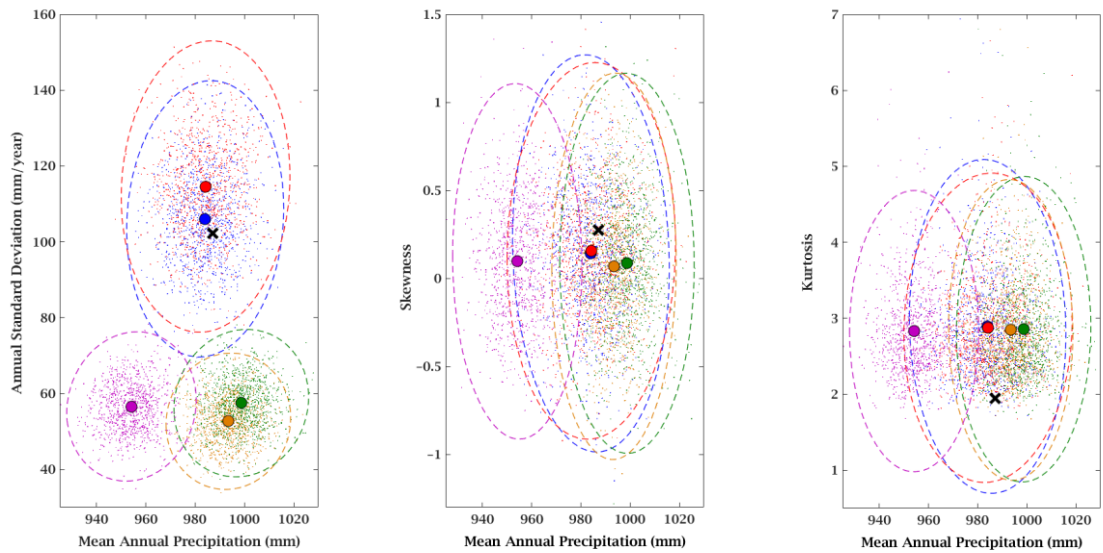 160
140
120
100
80
60
40
Annual Standard Deviation (mm/year)
940 960 980 1000 1020
Mean Annual Precipitation (mm)
1.5
1
0.5
0
−0.5
−1
Skewness
940 960 980 1000 1020
Mean Annual Precipitation (mm)
7
6
5
4
3
2
1
Kurtosis
940 960 980 1000 1020
Mean Annual Precipitation (mm)